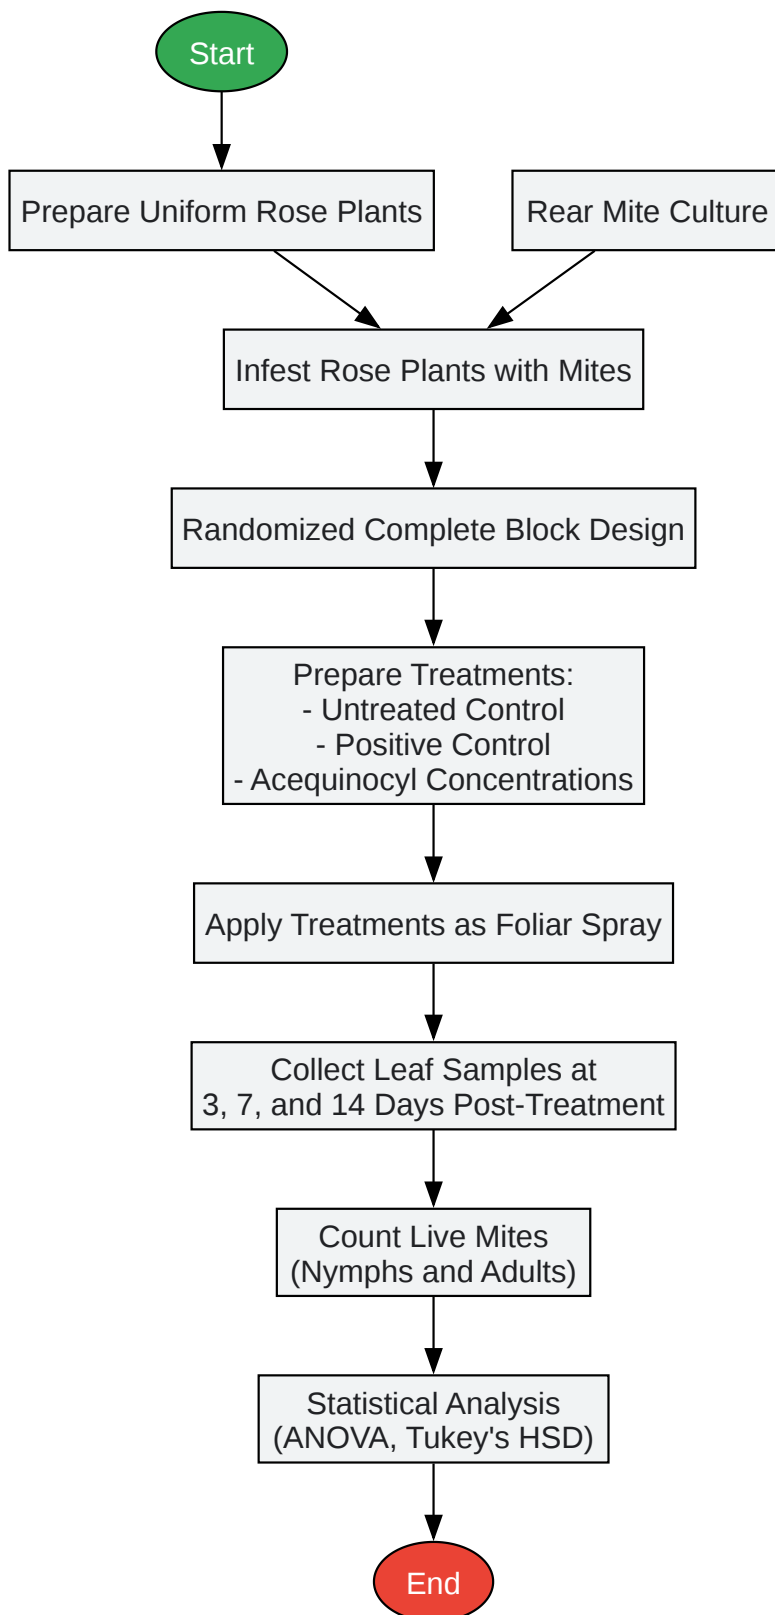 Start
Prepare Uniform Rose Plants
Rear Mite Culture
Infest Rose Plants with Mites
Randomized Complete Block Design
Prepare Treatments:
- Untreated Control
- Positive Control
- Acequinocyl Concentrations
Apply Treatments as Foliar Spray
Collect Leaf Samples at
3, 7, and 14 Days Post-Treatment
Count Live Mites
(Nymphs and Adults)
Statistical Analysis
(ANOVA, Tukey's HSD)
End